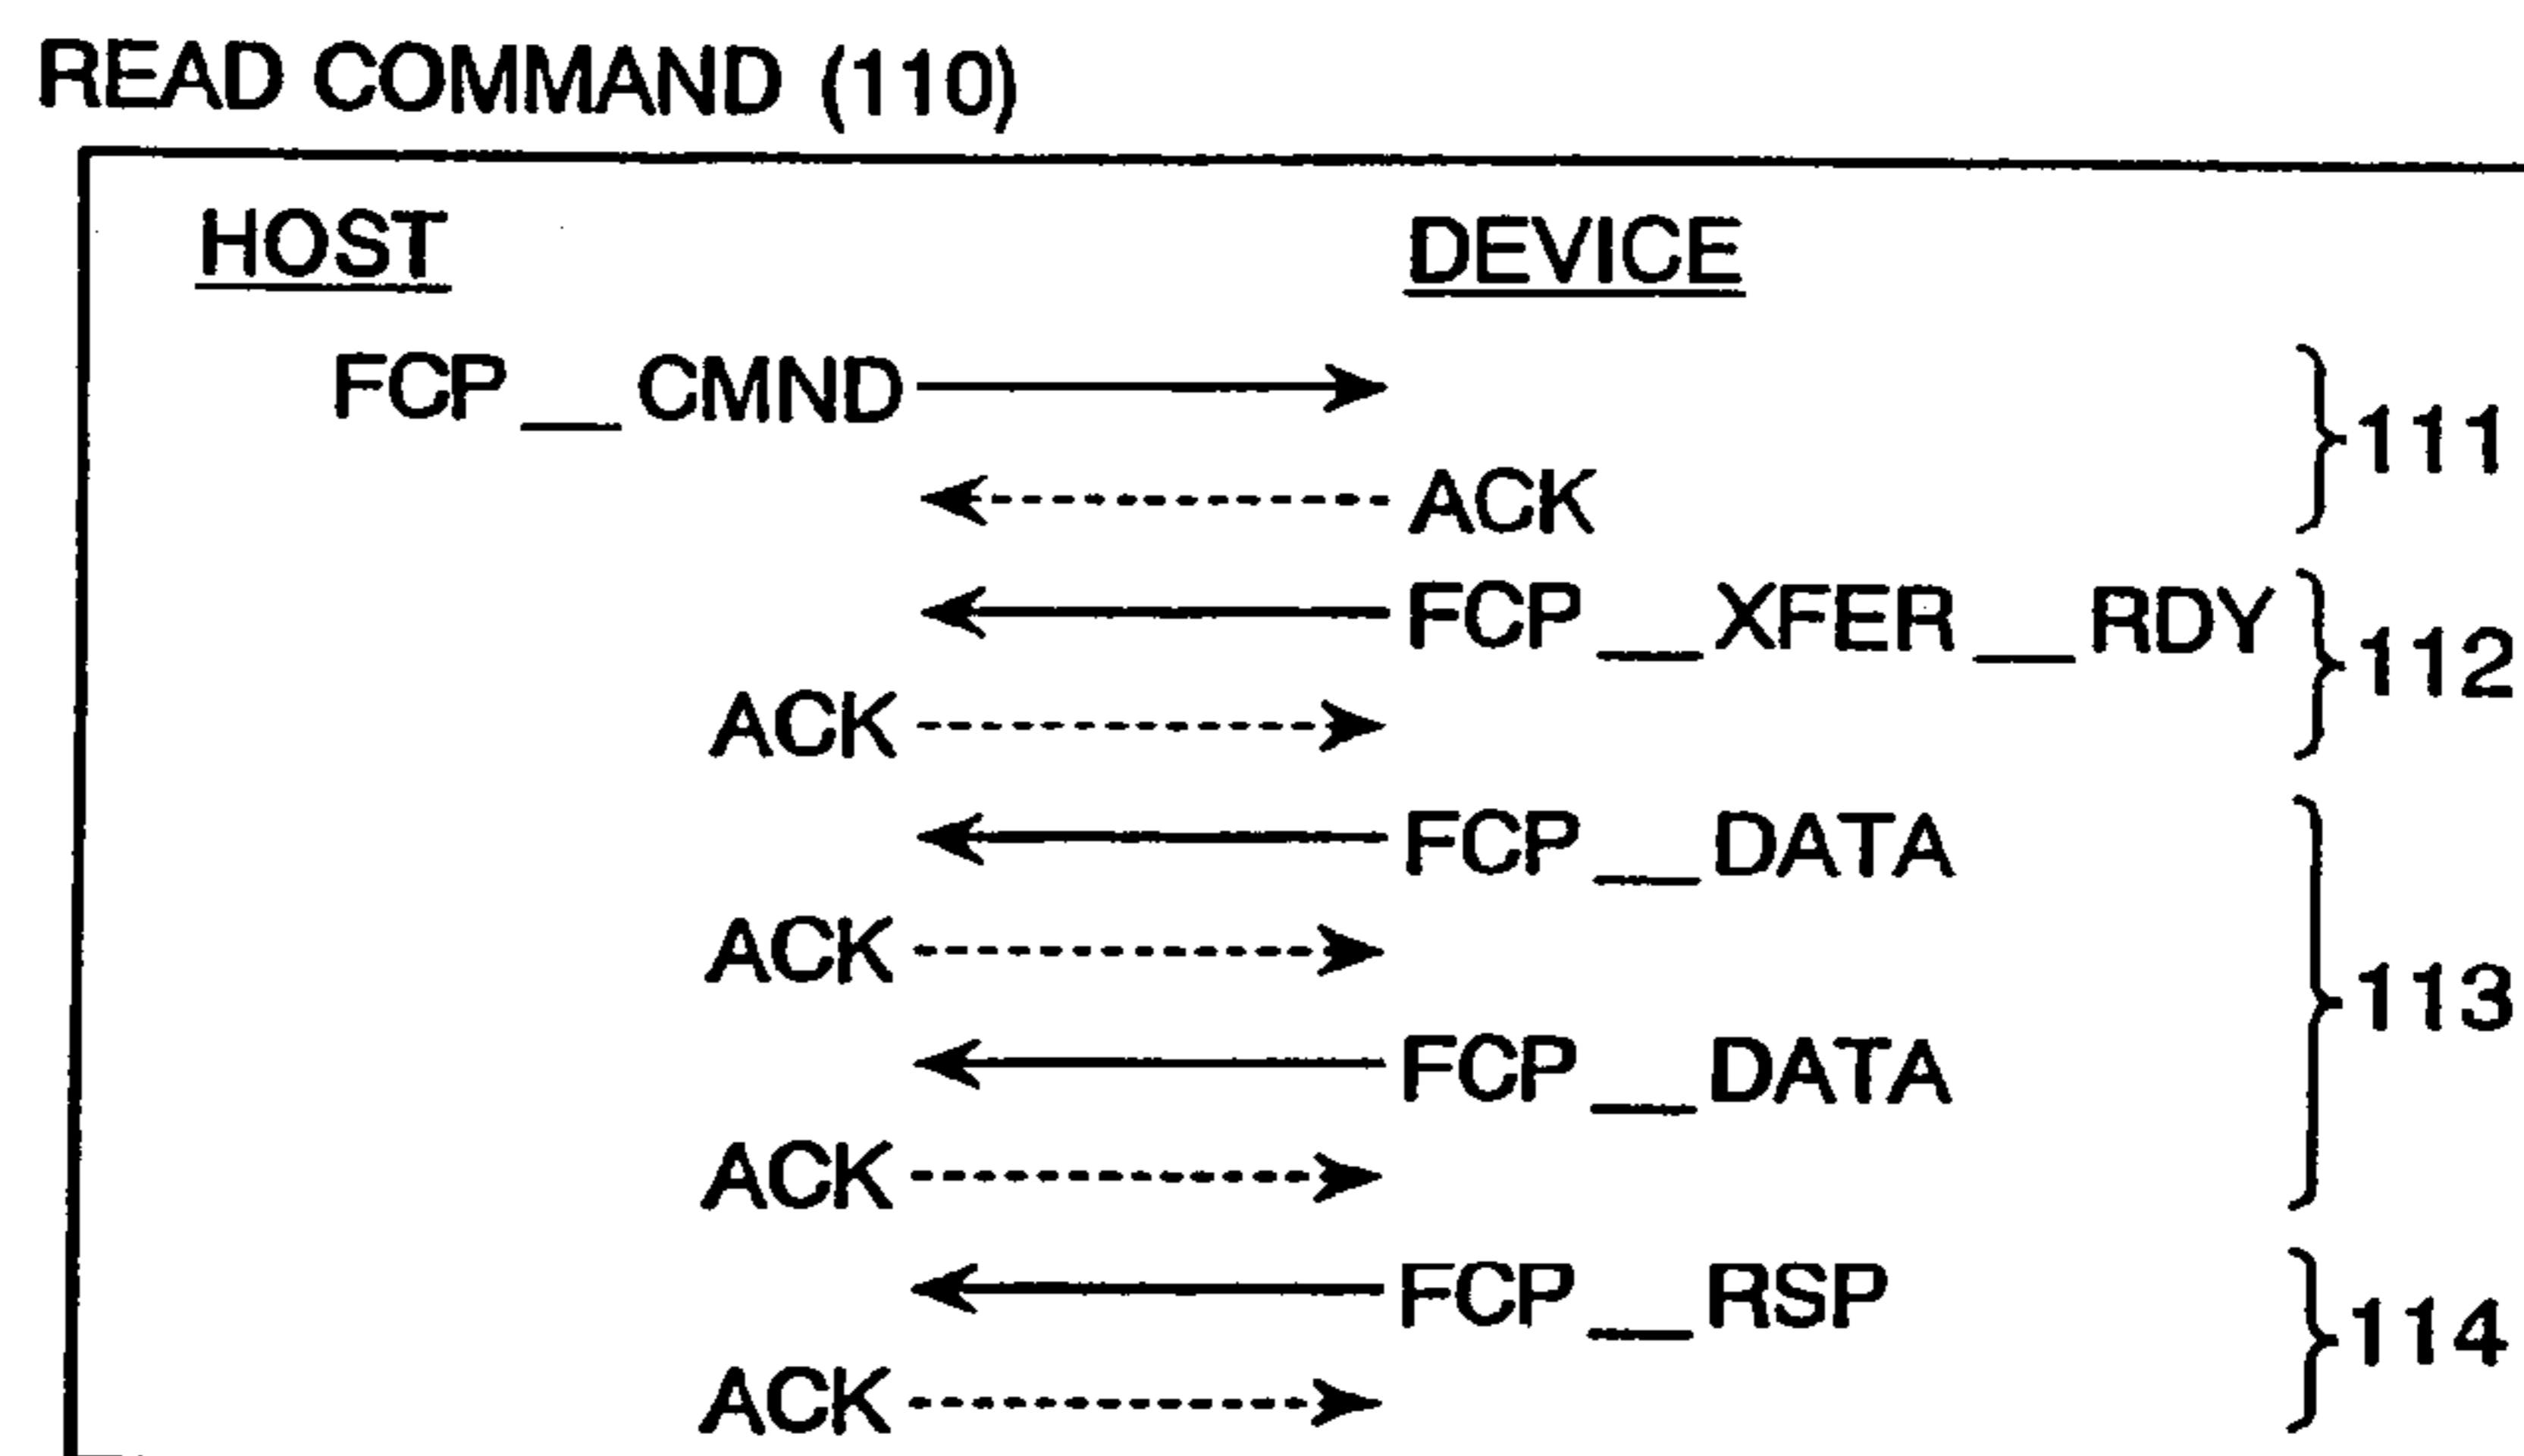 READ COMMAND (110)
HOST DEVICE
FCP__CMND
111
ACK
FCP__XFER__RDY
112
ACK
FCP__DATA
ACK
113
FCP__DATA
ACK
FCP__RSP
114
ACK